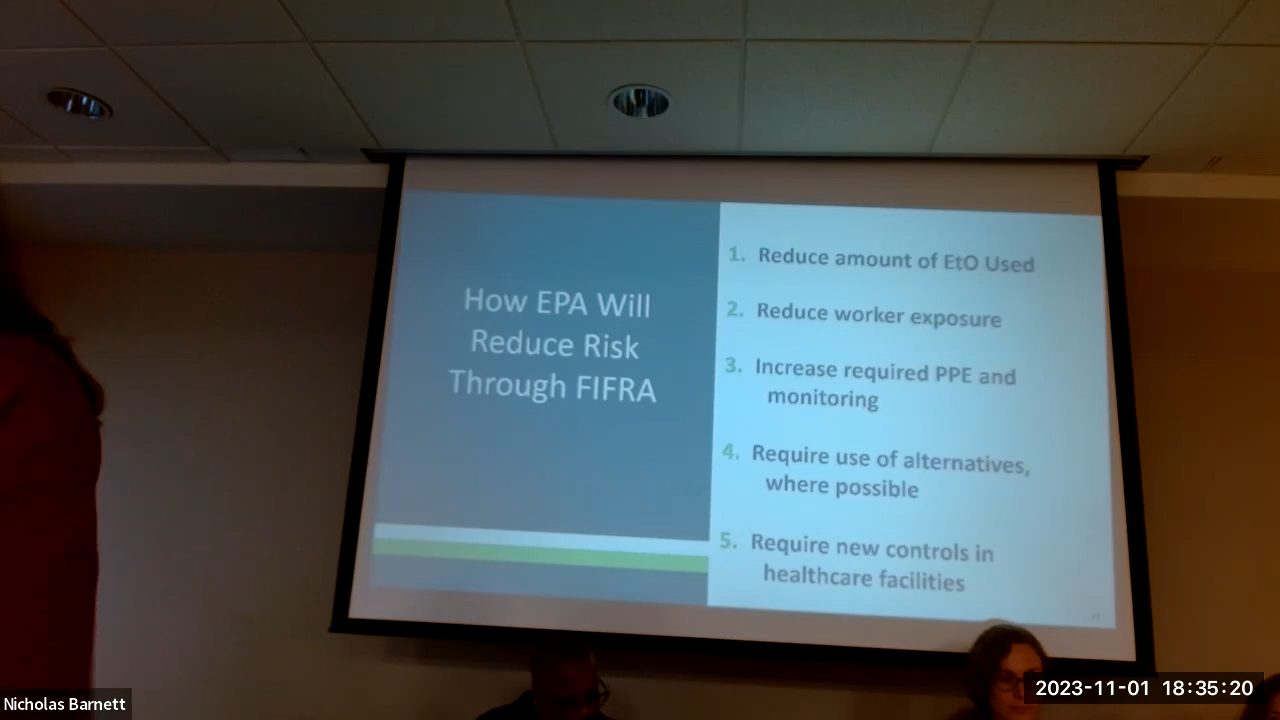 How EPA Will
Reduce Risk
Through FIFRA
1. Reduce amount of EtO Used
2. Reduce worker exposure
3. Increase required PPE and
monitoring
4. Require use of alternatives,
where possible
5. Require new controls in
healthcare facilities
Nicholas Barnett
2023-11-01 18:35:20